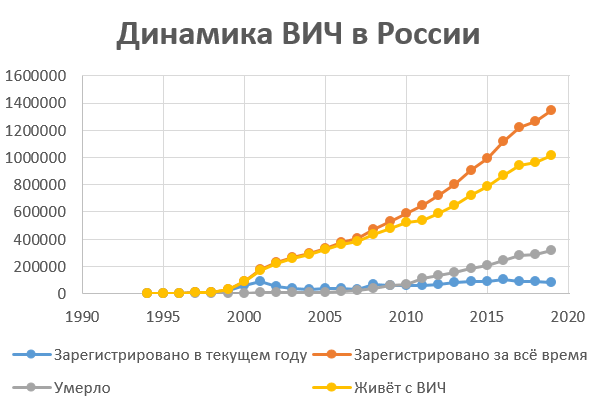 Динамика ВИЧ в России
1600000
1400000
1200000
1000000
800000
600000
400000
200000
0
1990 1995 2000 2005 2010 2015 2020
Зарегистрировано в текущем году Зарегистрировано за всё время
Умерло Живёт с ВИЧ